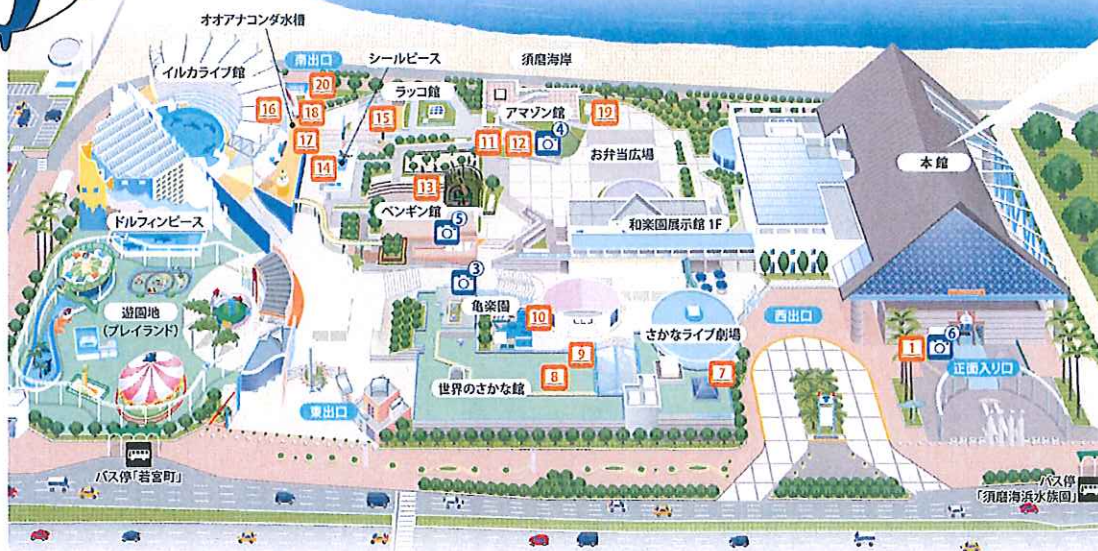 オオアナコンダ水槽
イルカライブ館
南出口
シールピース
須磨海岸
ラッコ館
アマゾン館
お弁当広場
本館
ペンギン館
和楽園展示館 1F
ドルフィンピース
遊園地
(プレイランド)
亀楽園
さかなライブ劇場
西出口
世界のさかな館
東出口
正面入り口
バス停「若宮町」
バス停
「須磨海浜水族園」
20
16
18
15
19
17
11
12
④
14
13
⑤
③
10
9
8
7
1
⑥